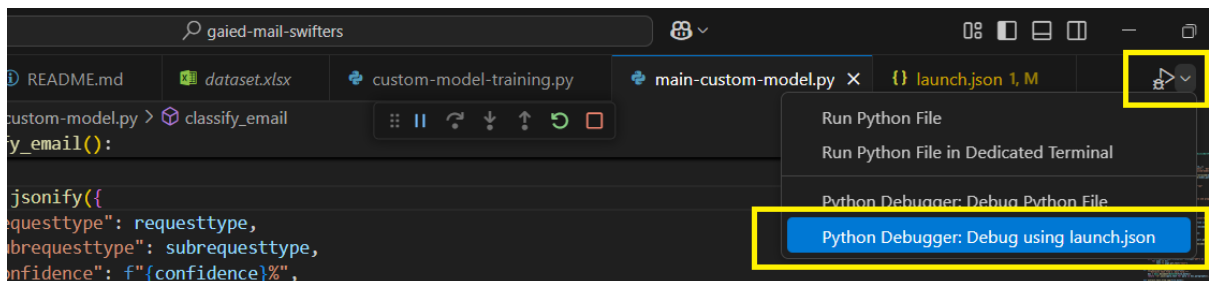 gaied-mail-swifters
README.md
dataset.xlsx
custom-model-training.py
main-custom-model.py
{} launch.json 1, M
custom-model.py > classify_email
fy_email():
jsonify({
equesttype": requesttype,
ubrequesttype": subrequesttype,
onfidence": f"{confidence}%",
Run Python File
Run Python File in Dedicated Terminal
Python Debugger: Debug Python File
Python Debugger: Debug using launch.json